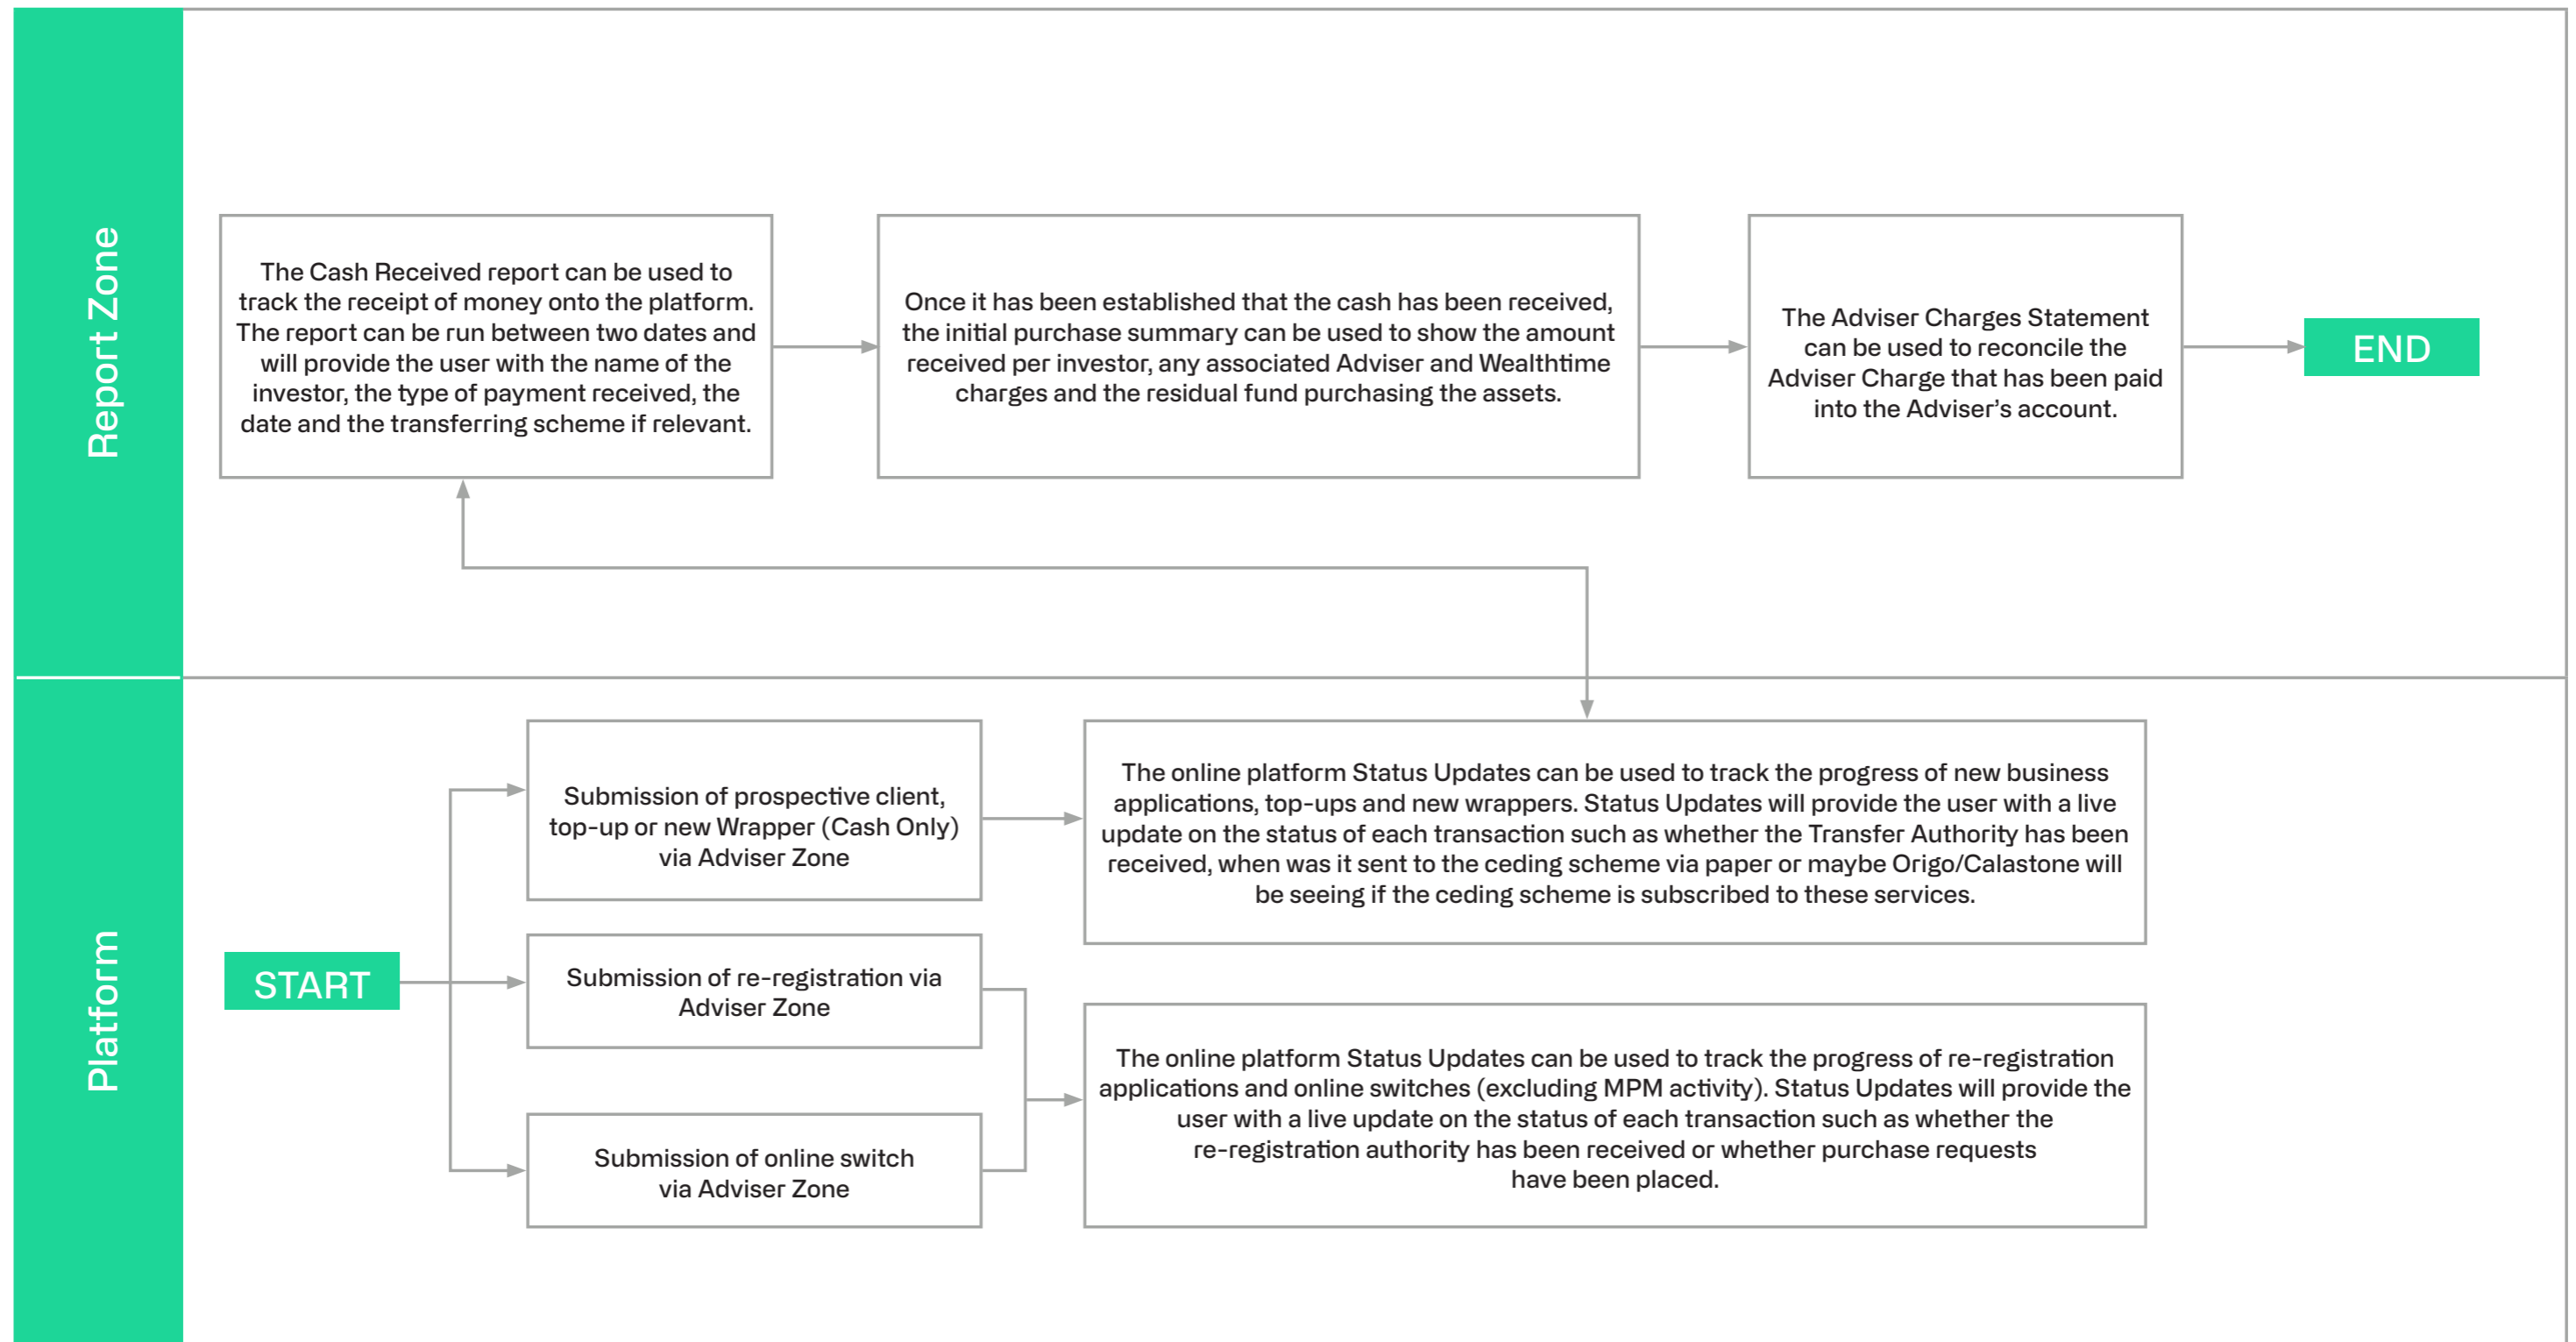 Report Zone
The Cash Received report can be used to
track the receipt of money onto the platform.
The report can be run between two dates and
will provide the user with the name of the
investor, the type of payment received, the
date and the transferring scheme if relevant.
Once it has been established that the cash has been received,
the initial purchase summary can be used to show the amount
received per investor, any associated Adviser and Wealthtime
charges and the residual fund purchasing the assets.
The Adviser Charges Statement
can be used to reconcile the
Adviser Charge that has been paid
into the Adviser’s account.
END
Platform
START
Submission of prospective client,
top-up or new Wrapper (Cash Only)
via Adviser Zone
Submission of re-registration via
Adviser Zone
Submission of online switch
via Adviser Zone
The online platform Status Updates can be used to track the progress of new business
applications, top-ups and new wrappers. Status Updates will provide the user with a live
update on the status of each transaction such as whether the Transfer Authority has been
received, when was it sent to the ceding scheme via paper or maybe Origo/Calastone will
be seeing if the ceding scheme is subscribed to these services.
The online platform Status Updates can be used to track the progress of re-registration
applications and online switches (excluding MPM activity). Status Updates will provide the
user with a live update on the status of each transaction such as whether the
re-registration authority has been received or whether purchase requests
have been placed.